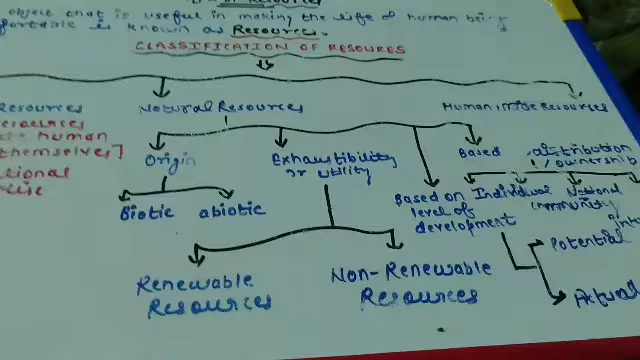 of Resource
object that is useful in making the life of human being
is known as Resources.
CLASSIFICATION OF RESOURES
Resources
Natural Resources
Human made Resources
human
themselves]
Origin
Exhaustibility
or utility
Based
distribution
/ ownership
Biotic abiotic
Based on
level of
development
Individual
community
National
Potential
Actual
Renewable
Resources
Non-Renewable
Resources